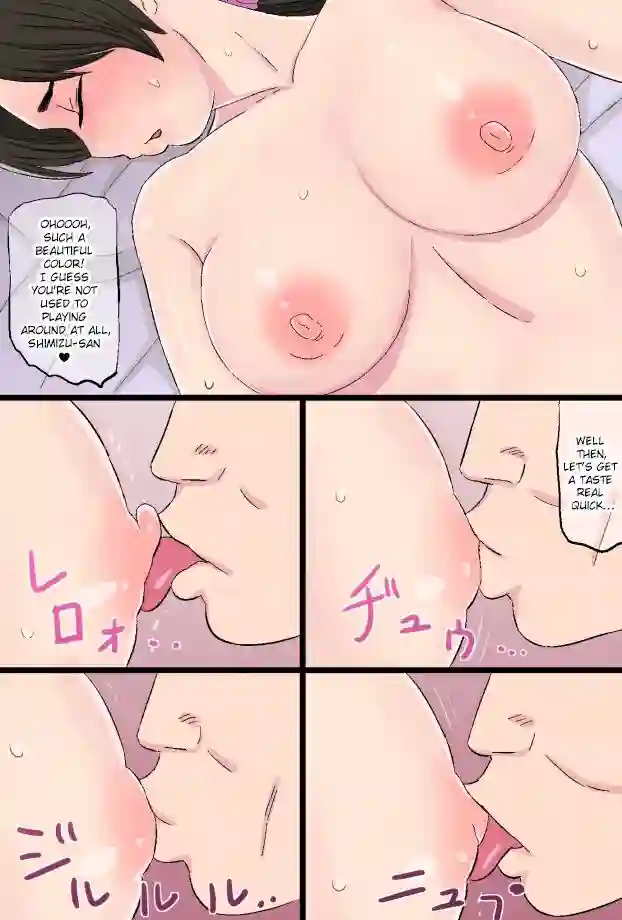 OHOOOH,
SUCH A
BEAUTIFUL
COLOR!
I GUESS
YOU'RE NOT
USED TO
PLAYING
AROUND AT ALL,
SHIMIZU-SAN
♥
WELL
THEN,
LET'S GET
A TASTE
REAL
QUICK...
レロォ..
ヂュゥ...
ジルルル..
ニュプ